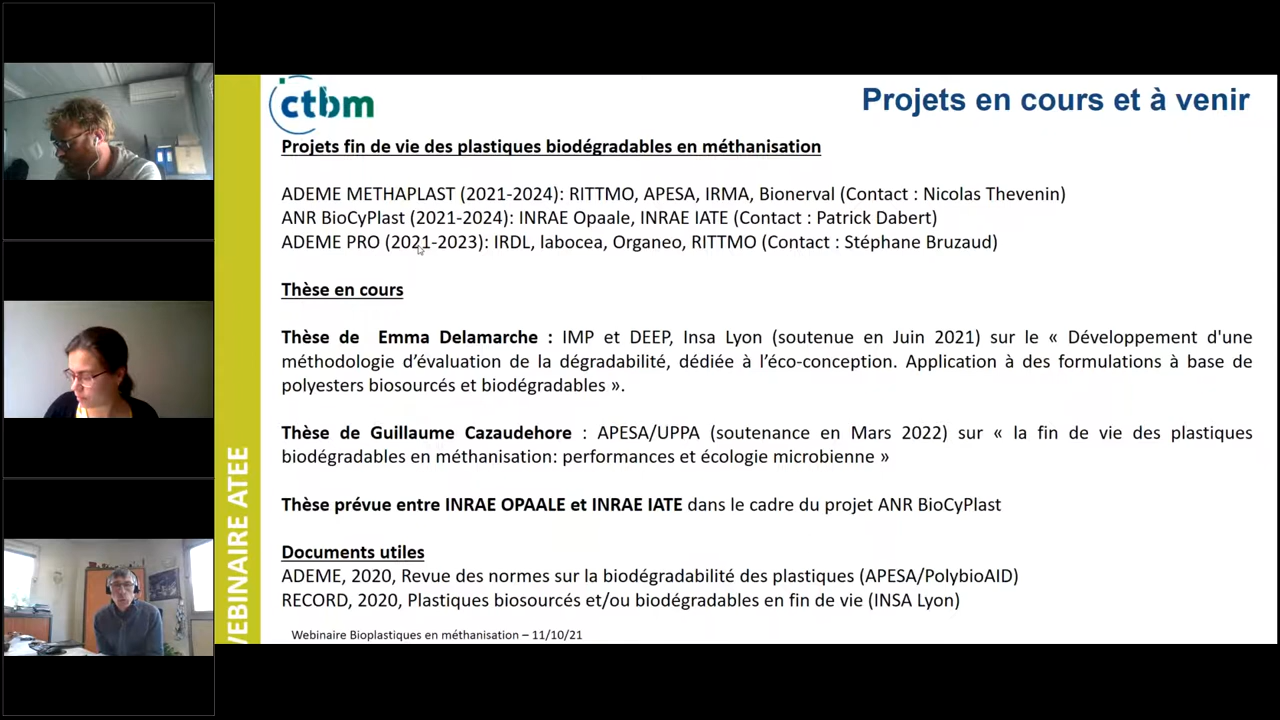 ctbm
Projets en cours et à venir
Projets fin de vie des plastiques biodégradables en méthanisation
ADEME METHAPLAST (2021-2024): RITTMO, APESA, IRMA, Bionerval (Contact : Nicolas Thevenin)
ANR BioCyPlast (2021-2024): INRAE Opaale, INRAE IATE (Contact : Patrick Dabert)
ADEME PRO (2021-2023): IRDL, labocea, Organeo, RITTMO (Contact : Stéphane Bruzaud)
Thèse en cours
Thèse de Emma Delamarche : IMP et DEEP, Insa Lyon (soutenue en Juin 2021) sur le « Développement d'une
méthodologie d’évaluation de la dégradabilité, dédiée à l’éco-conception. Application à des formulations à base de
polyesters biosourcés et biodégradables ».
Thèse de Guillaume Cazaudehore : APESA/UPPA (soutenance en Mars 2022) sur « la fin de vie des plastiques
biodégradables en méthanisation: performances et écologie microbienne »
Thèse prévue entre INRAE OPAALE et INRAE IATE dans le cadre du projet ANR BioCyPlast
Documents utiles
ADEME, 2020, Revue des normes sur la biodégradabilité des plastiques (APESA/PolybioAID)
RECORD, 2020, Plastiques biosourcés et/ou biodégradables en fin de vie (INSA Lyon)
Webinaire Bioplastiques en méthanisation – 11/10/21
WEBINAIRE ATEE